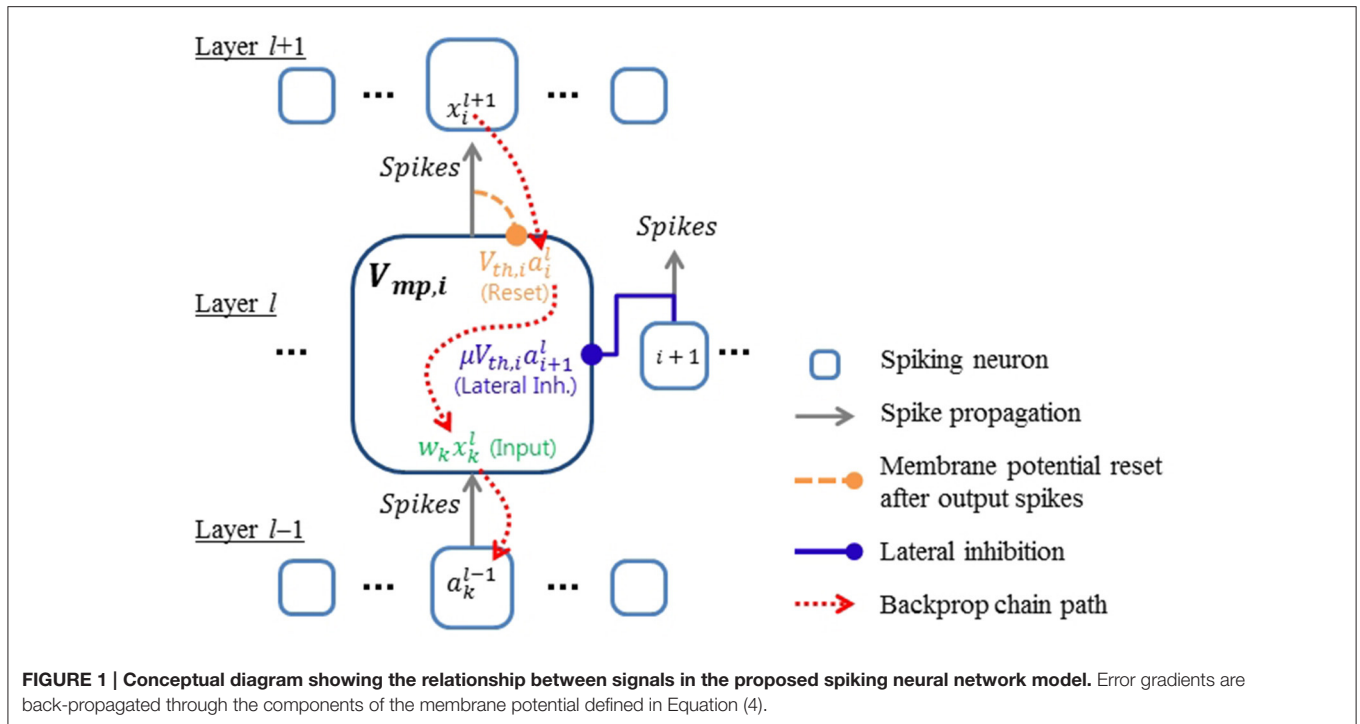 Layer l+1
...
...
x_i^{l+1}
Spikes
Spikes
V_{mp,i}
V_{th,i}a_i^l
(Reset)
Layer l
...
μV_{th,i}a_{i+1}^l
(Lateral Inh.)
i + 1
...
w_k x_k^l (Input)
Spikes
Layer l–1
...
a_k^{l-1}
...
Spiking neuron
Spike propagation
Membrane potential reset
after output spikes
Lateral inhibition
Backprop chain path
FIGURE 1 | Conceptual diagram showing the relationship between signals in the proposed spiking neural network model. Error gradients are
back-propagated through the components of the membrane potential defined in Equation (4).